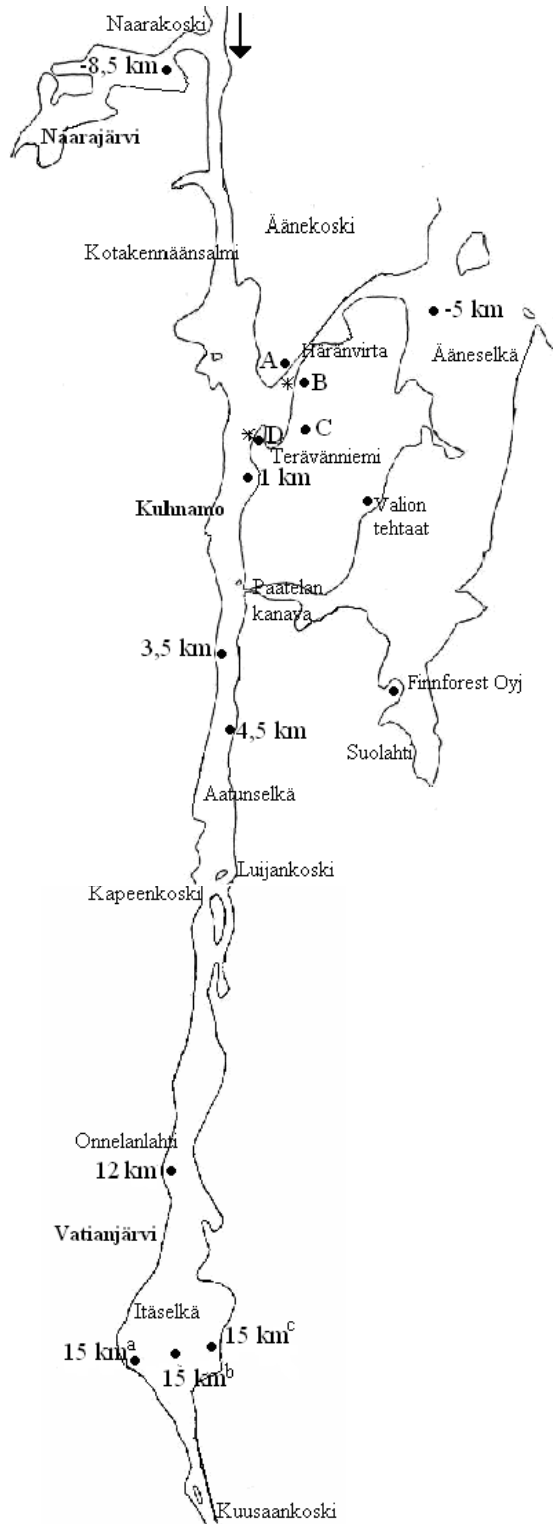 Naarakoski
-8,5 km
Naarajärvi
Äänekoski
Kotakennäänsalmi
-5 km
Ääneselkä
Häränvirta
A
B
C
D
Terävänniemi
1 km
Valion
tehtaat
Kuhnamo
Paatelan
kanava
3,5 km
Finnforest Oyj
4,5 km
Suolahti
Aatunselkä
Luijankoski
Kapeenkoski
Onnelanlahti
12 km
Vatianjärvi
Itäselkä
15 km^c
15 km^a
15 km^b
Kuusaankoski